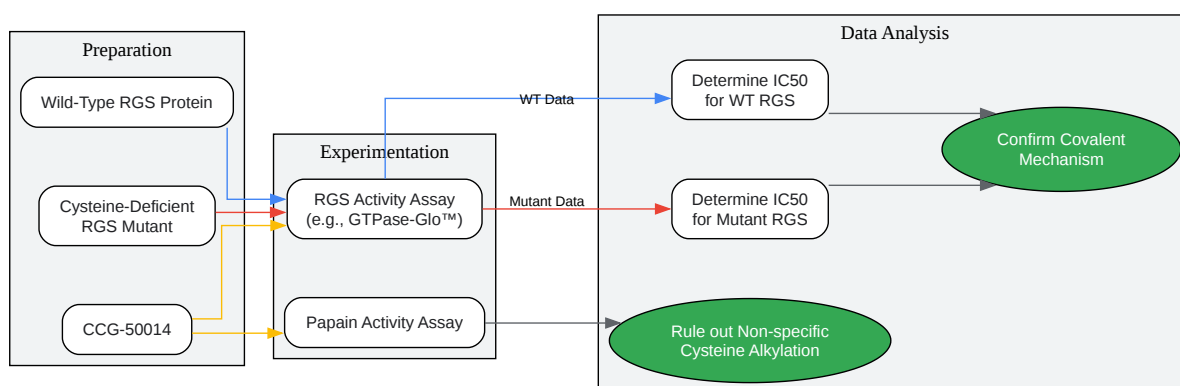 Preparation
Wild-Type RGS Protein
Cysteine-Deficient
RGS Mutant
CCG-50014
Experimentation
RGS Activity Assay
(e.g., GTPase-Glo™)
Papain Activity Assay
WT Data
Mutant Data
Data Analysis
Determine IC50
for WT RGS
Determine IC50
for Mutant RGS
Confirm Covalent
Mechanism
Rule out Non-specific
Cysteine Alkylation